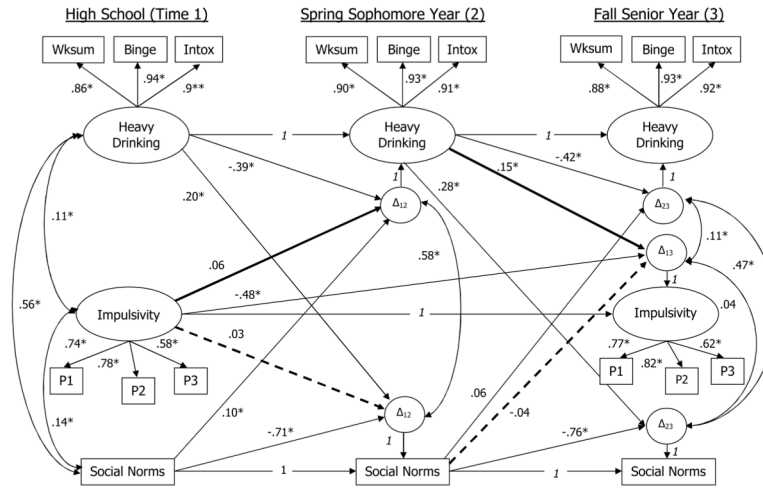 High School (Time 1) Spring Sophomore Year (2) Fall Senior Year (3)
Wksum Binge Intox Wksum Binge Intox Wksum Binge Intox
.86* .94* .9** .90* .93* .91* .88* .93* .92*
Heavy Drinking 1 Heavy Drinking 1 Heavy Drinking
-.39* 1 .15* -.42* 1
.20* Δ12 .28* Δ23
.11* .06 .58* Δ13 .11* .47*
.56* -.48* 1
Impulsivity 1 Impulsivity .04
.03
.74* .78* .58* .77* .82* .62*
P1 P2 P3 P1 P2 P3
.06
.10* Δ12 -.04 Δ23
.14* -.71* 1 -.76* 1
Social Norms 1 Social Norms 1 Social Norms